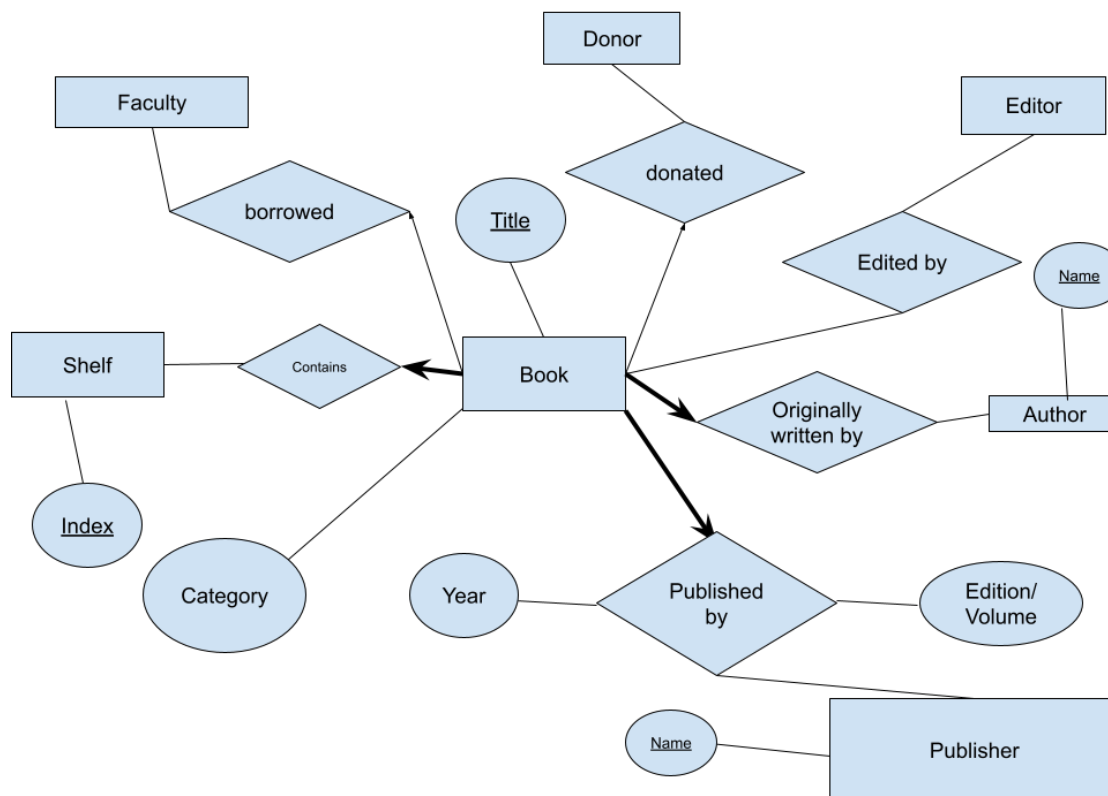 Donor
Faculty
Editor
donated
borrowed
Title
Edited by
Name
Shelf
Contains
Book
Originally
written by
Author
Index
Category
Year
Published
by
Edition/
Volume
Name
Publisher